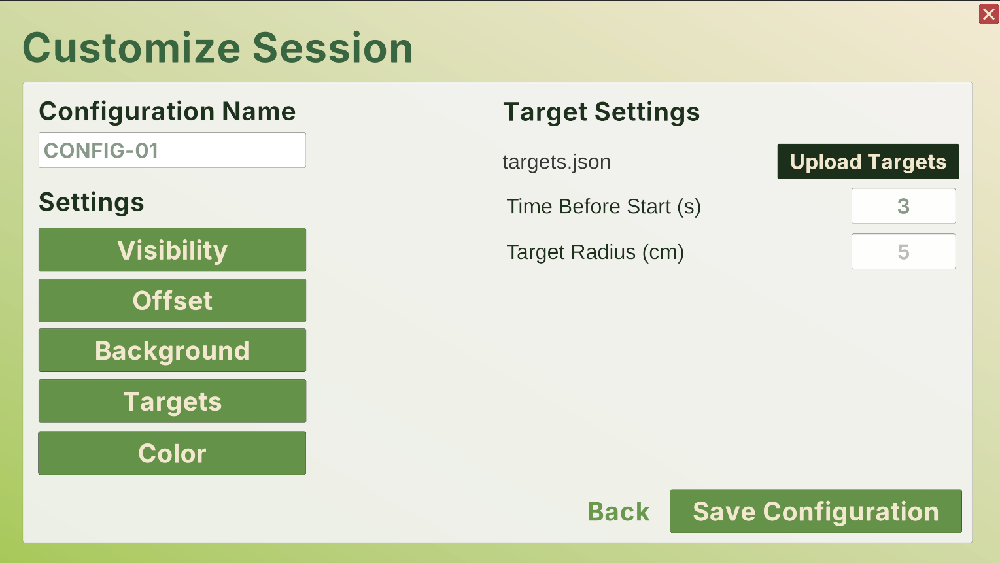 Customize Session
Configuration Name
CONFIG-01
Settings
Visibility
Offset
Background
Targets
Color
Target Settings
targets.json
Upload Targets
Time Before Start (s)
3
Target Radius (cm)
5
Back
Save Configuration